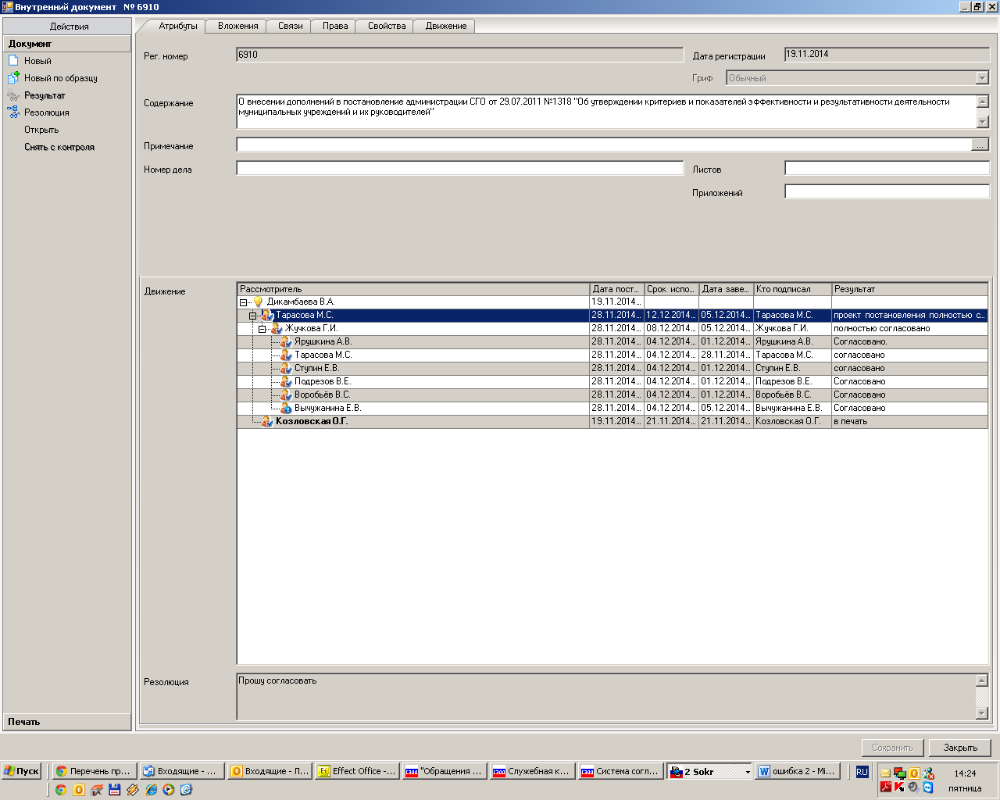 Внутренний документ № 6910
Действия
Документ
Новый
Новый по образцу
Результат
Резолюция
Открыть
Снять с контроля
Печать
Атрибуты Вложения Связи Права Свойства Движение
Рег. номер 6910 Дата регистрации 19.11.2014
Гриф Обычный
Содержание О внесении дополнений в постановление администрации СГО от 29.07.2011 №1318 "Об утверждении критериев и показателей эффективности и результативности деятельности
муниципальных учреждений и их руководителей"
Примечание ...
Номер дела Листов
Приложений
Движение
Рассмотритель Дата пост... Срок испо... Дата заве... Кто подписал Результат
Дикамбаева В.А. 19.11.2014...
Тарасова М.С. 28.11.2014... 12.12.2014... 05.12.2014... Тарасова М.С. проект постановления полностью с...
Жучкова Г.И. 28.11.2014... 08.12.2014... 05.12.2014... Жучкова Г.И. полностью согласовано
Ярушкина А.В. 28.11.2014... 04.12.2014... 01.12.2014... Ярушкина А.В. Согласовано.
Тарасова М.С. 28.11.2014... 04.12.2014... 28.11.2014... Тарасова М.С. согласовано
Ступин Е.В. 28.11.2014... 04.12.2014... 01.12.2014... Ступин Е.В. согласовано
Подрезов В.Е. 28.11.2014... 04.12.2014... 01.12.2014... Подрезов В.Е. Согласовано
Воробьёв В.С. 28.11.2014... 04.12.2014... 01.12.2014... Воробьёв В.С. Согласовано
Вычужанина Е.В. 28.11.2014... 04.12.2014... 05.12.2014... Вычужанина Е.В. Согласовано
Козловская О.Г. 19.11.2014... 21.11.2014... 21.11.2014... Козловская О.Г. в печать
Резолюция Прошу согласовать
Сохранить Закрыть
Пуск Перечень пр... Входящие - ... Входящие - Л... Effect Office -... "Обращения ... Служебная к... Система согл... 2 Sokr ошибка 2 - Mi... RU 14:24
пятница